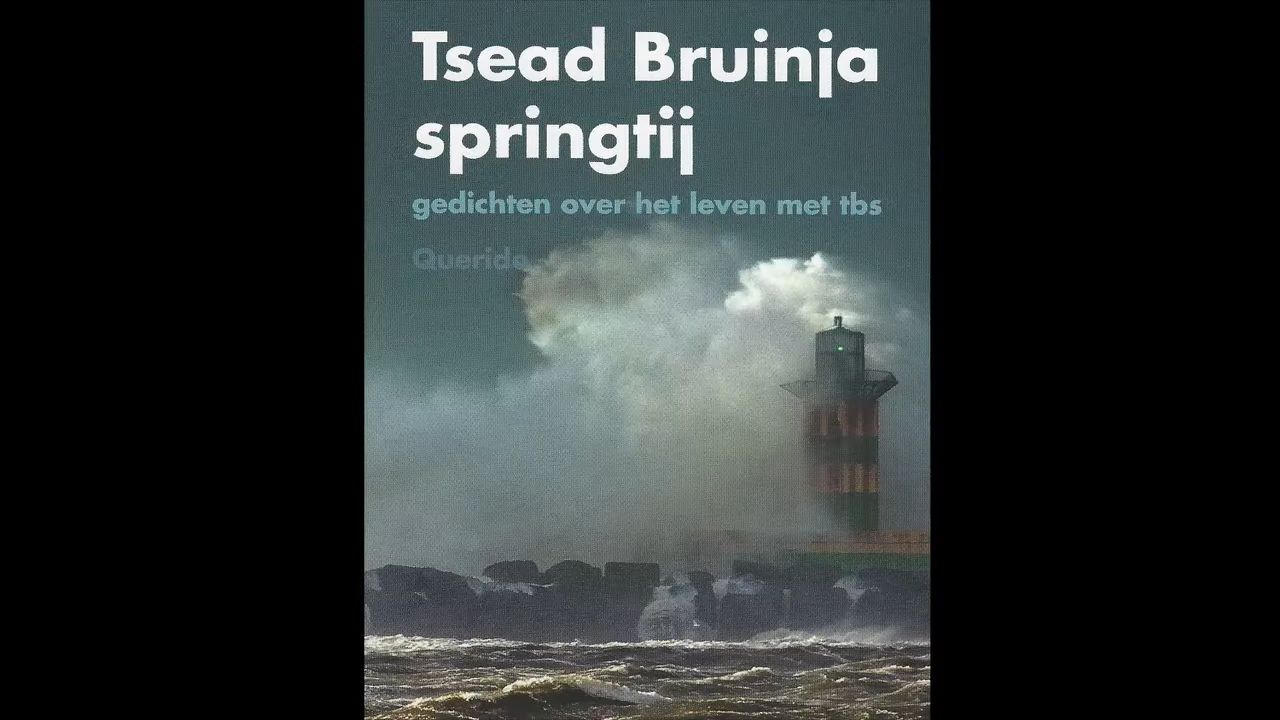 Tsead Bruinja
springtij
gedichten over het leven met tbs
Querido